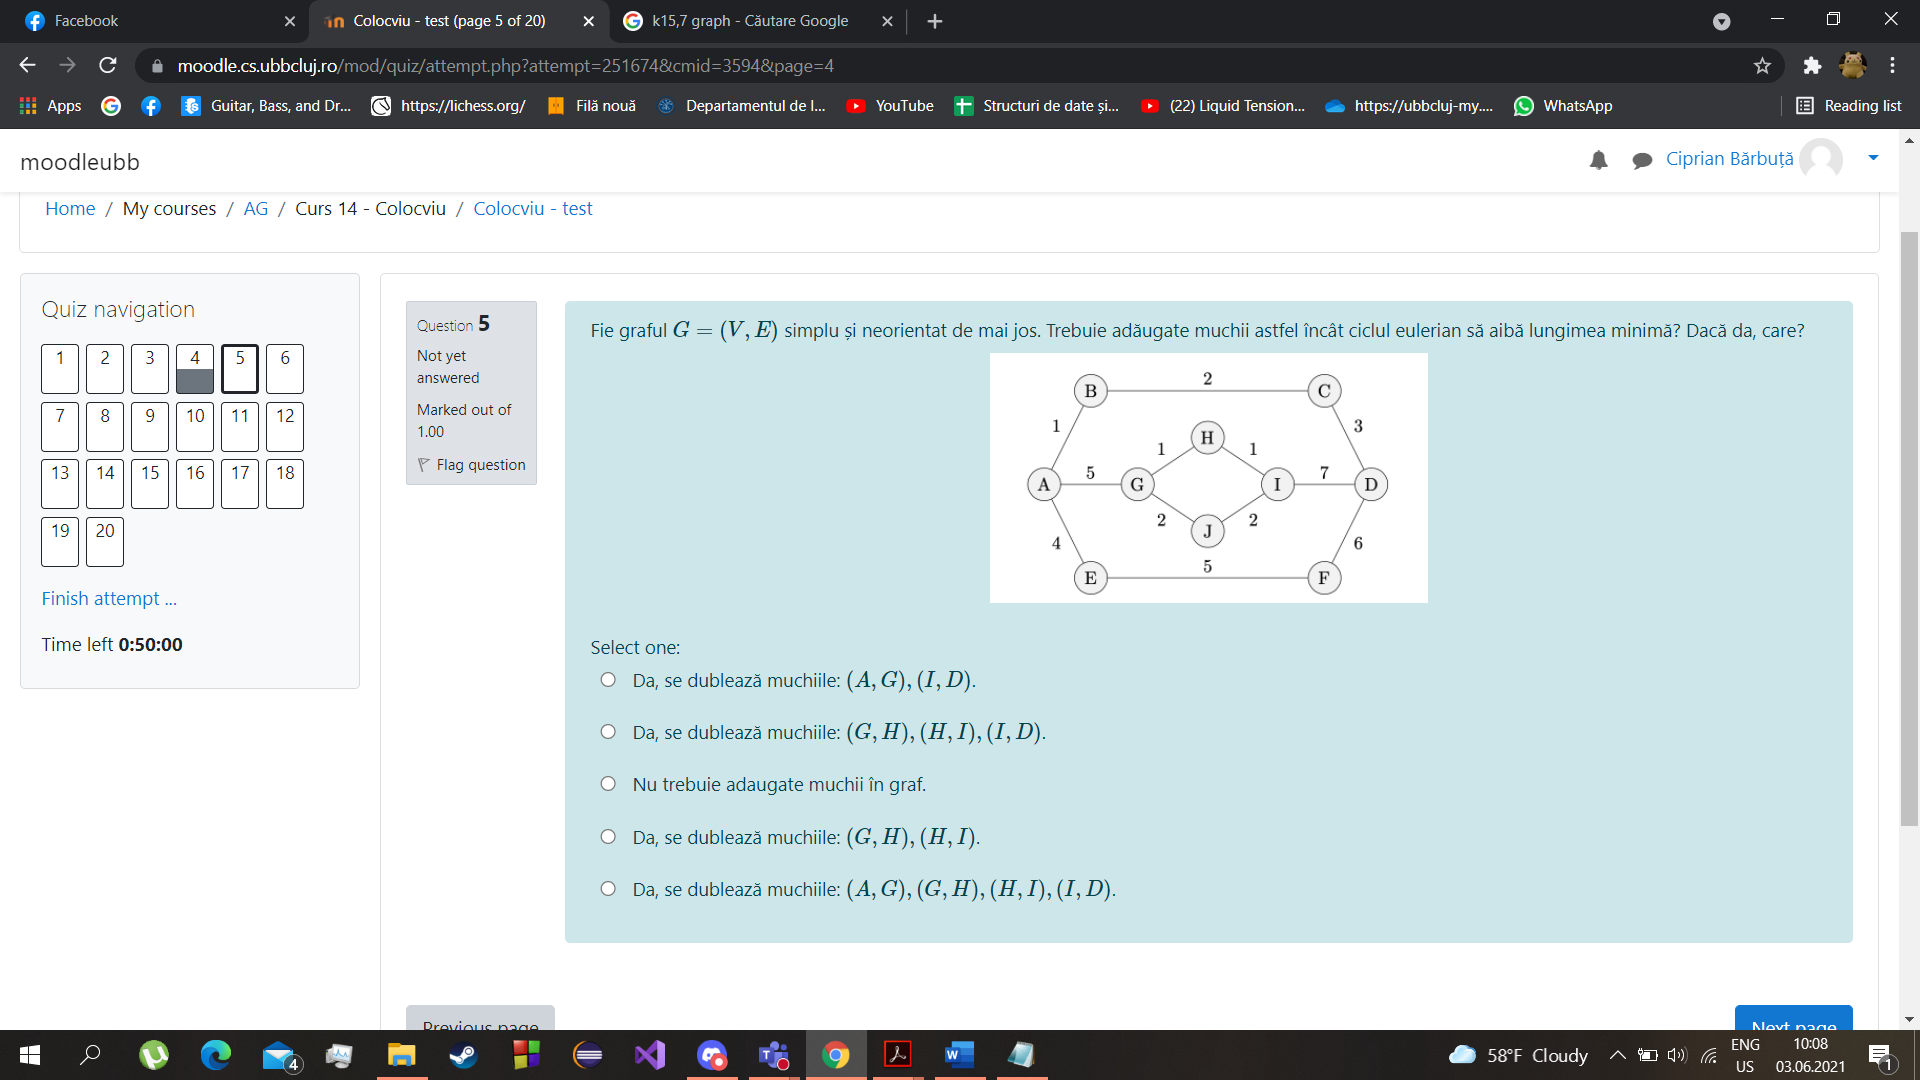 Facebook
Colocviu - test (page 5 of 20)
k15,7 graph - Căutare Google
moodle.cs.ubbcluj.ro/mod/quiz/attempt.php?attempt=251674&cmid=3594&page=4
Apps
Guitar, Bass, and Dr...
https://lichess.org/
Filă nouă
Departamentul de I...
YouTube
Structuri de date și...
(22) Liquid Tension...
https://ubbcluj-my....
WhatsApp
Reading list
moodleubb
Ciprian Bărbuță
Home / My courses / AG / Curs 14 - Colocviu / Colocviu - test
Quiz navigation
1 2 3 4 5 6
7 8 9 10 11 12
13 14 15 16 17 18
19 20
Finish attempt ...
Time left 0:50:00
Question 5
Not yet
answered
Marked out of
1.00
Flag question
Fie graful G = (V, E) simplu și neorientat de mai jos. Trebuie adăugate muchii astfel încât ciclul eulerian să aibă lungimea minimă? Dacă da, care?
B 2 C
1 3
H
1 1
A 5 G I 7 D
2 2
J
4 6
E 5 F
Select one:
Da, se dublează muchiile: (A, G), (I, D).
Da, se dublează muchiile: (G, H), (H, I), (I, D).
Nu trebuie adaugate muchii în graf.
Da, se dublează muchiile: (G, H), (H, I).
Da, se dublează muchiile: (A, G), (G, H), (H, I), (I, D).
Previous page
Next page
4
58°F Cloudy
ENG
US
10:08
03.06.2021
1